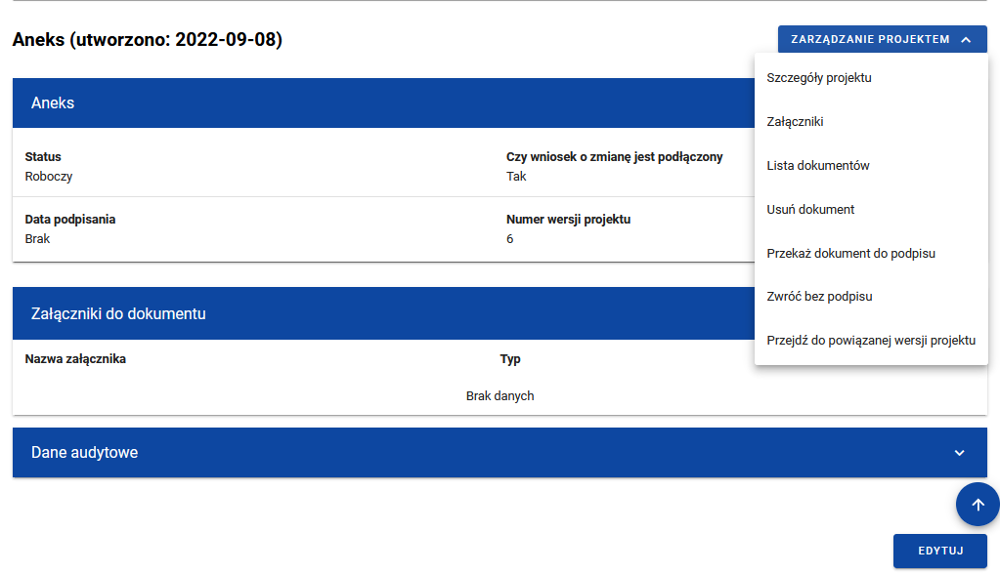 Aneks (utworzono: 2022-09-08)
ZARZĄDZANIE PROJEKTEM
Szczegóły projektu
Załączniki
Lista dokumentów
Usuń dokument
Przekaż dokument do podpisu
Zwróć bez podpisu
Przejdź do powiązanej wersji projektu
Aneks
Status
Roboczy
Czy wniosek o zmianę jest podłączony
Tak
Data podpisania
Brak
Numer wersji projektu
6
Załączniki do dokumentu
Nazwa załącznika
Typ
Brak danych
Dane audytowe
EDYTUJ